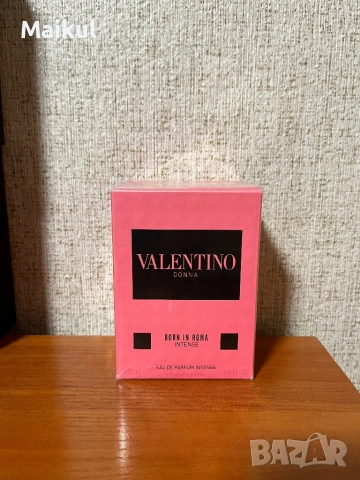 Maikul
VALENTINO
DONNA
BORN IN ROMA
INTENSE
EAU DE PARFUM INTENSE
BAZAR